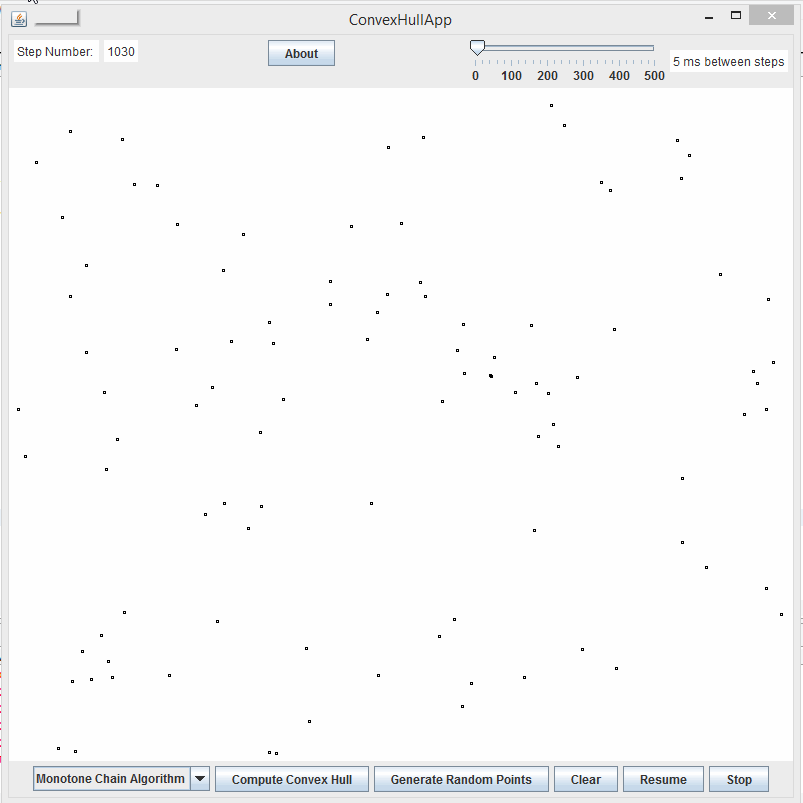 ConvexHullApp
Step Number: 1030 About 5 ms between steps
0 100 200 300 400 500
Monotone Chain Algorithm Compute Convex Hull Generate Random Points Clear Resume Stop